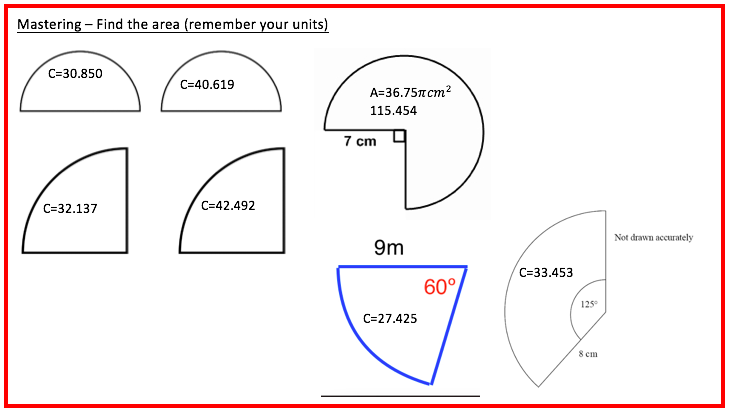 Mastering – Find the area (remember your units)
C=30.850
C=40.619
A=36.75πcm²
115.454
7 cm
C=32.137
C=42.492
9m
60º
C=27.425
Not drawn accurately
C=33.453
125°
8 cm